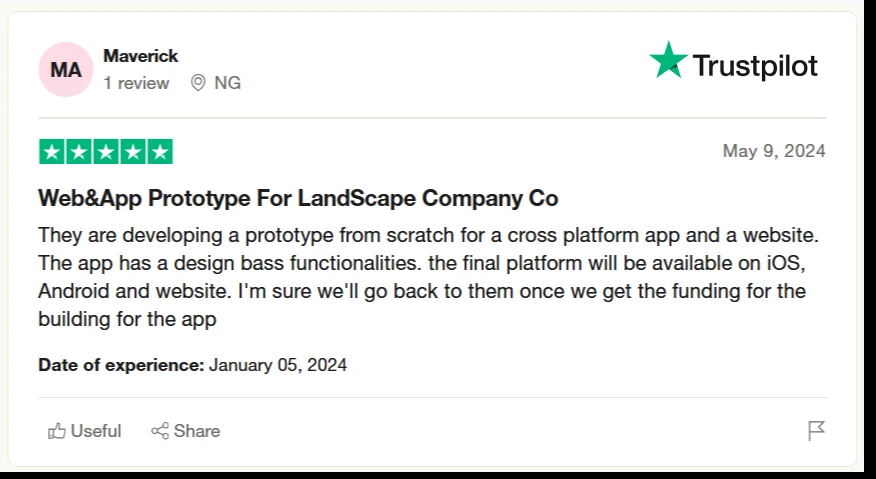 MA
Maverick
1 review NG
Trustpilot
May 9, 2024
Web&App Prototype For LandScape Company Co
They are developing a prototype from scratch for a cross platform app and a website.
The app has a design bass functionalities. the final platform will be available on iOS,
Android and website. I'm sure we'll go back to them once we get the funding for the
building for the app
Date of experience: January 05, 2024
Useful Share